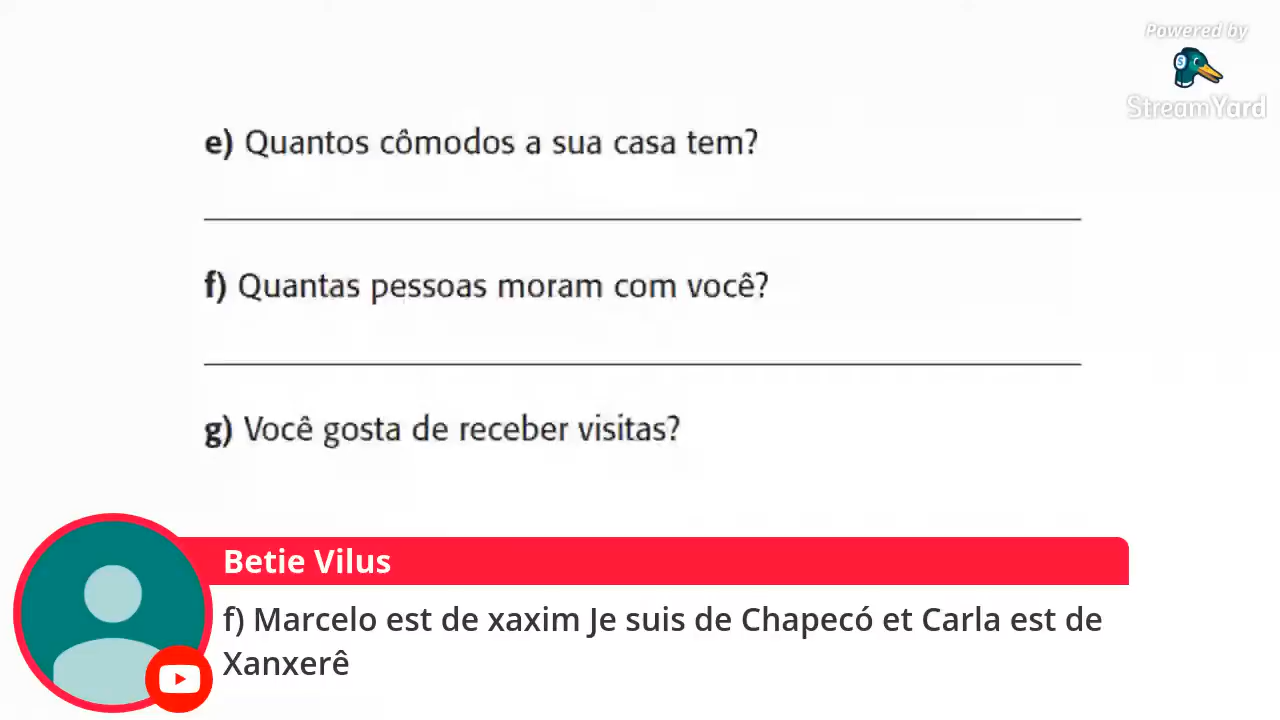 Powered by
StreamYard
e) Quantos cômodos a sua casa tem?
f) Quantas pessoas moram com você?
g) Você gosta de receber visitas?
Betie Vilus
f) Marcelo est de xaxim Je suis de Chapecó et Carla est de
Xanxerê